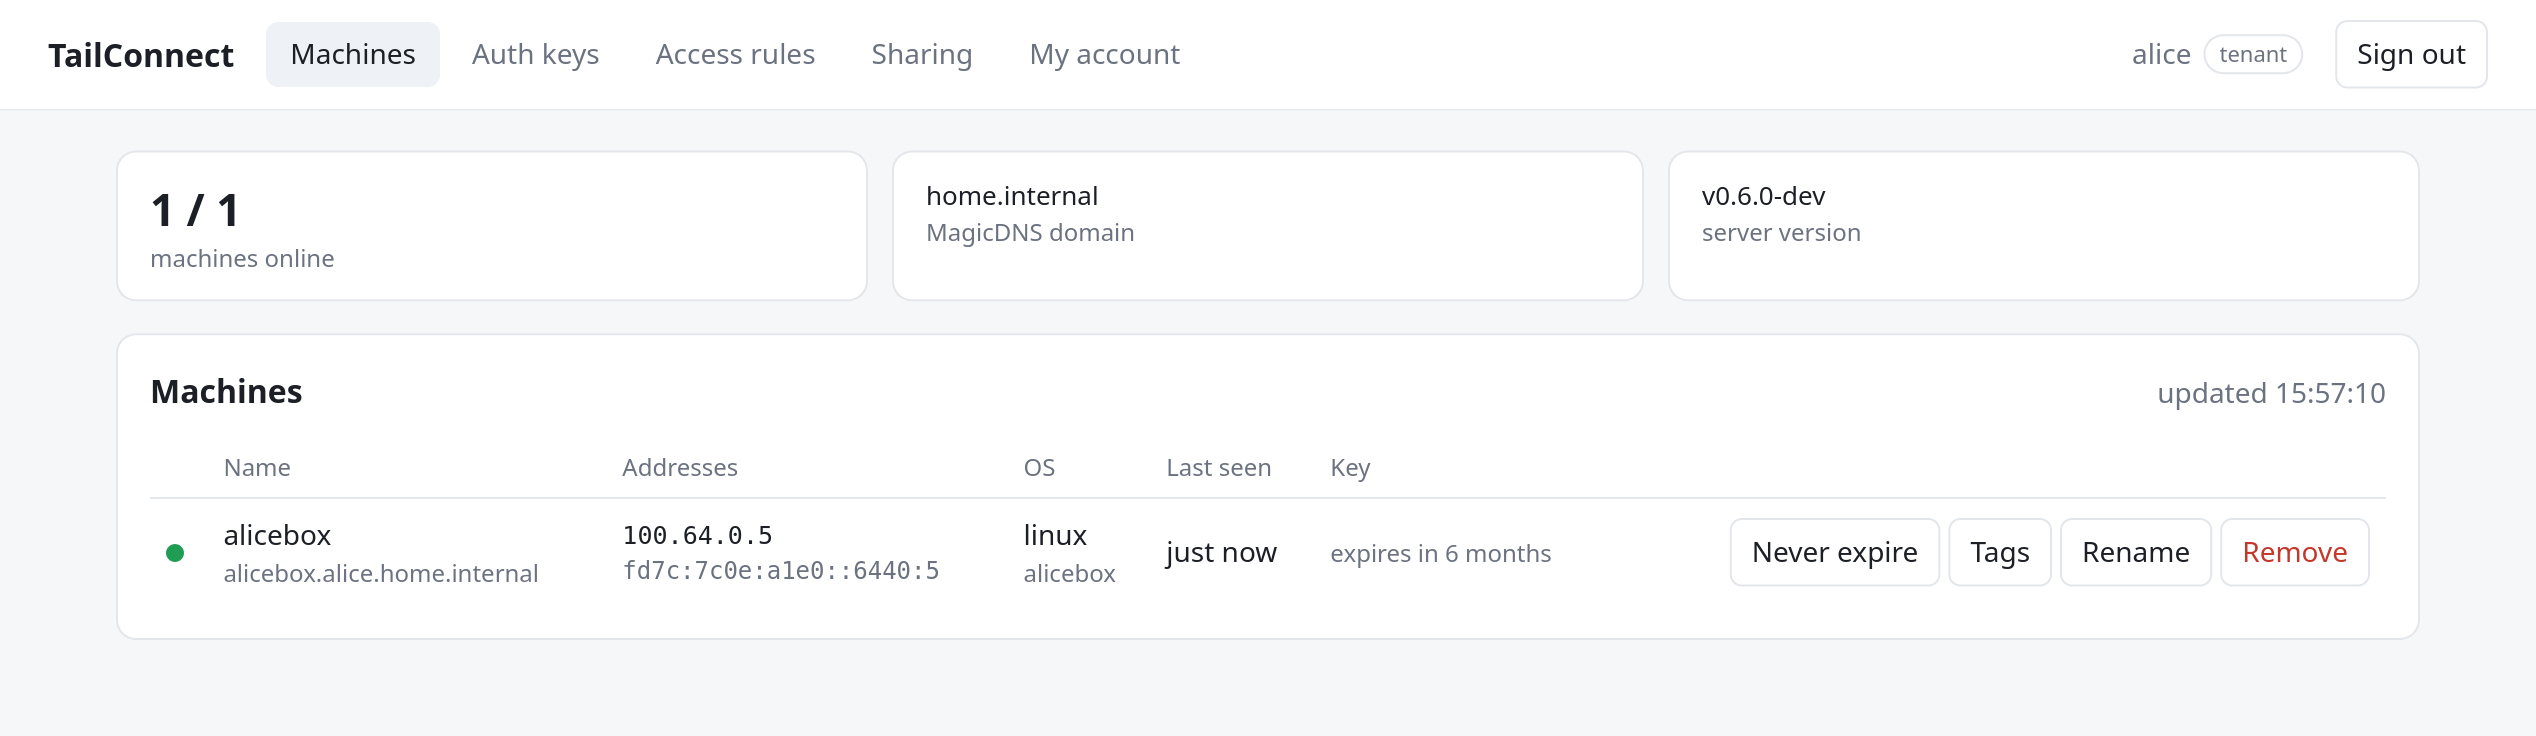 TailConnect Machines Auth keys Access rules Sharing My account alice tenant Sign out
1 / 1
machines online
home.internal
MagicDNS domain
v0.6.0-dev
server version
Machines updated 15:57:10
Name Addresses OS Last seen Key
alicebox 100.64.0.5 linux just now expires in 6 months Never expire Tags Rename Remove
alicebox.alice.home.internal fd7c:7c0e:a1e0::6440:5 alicebox